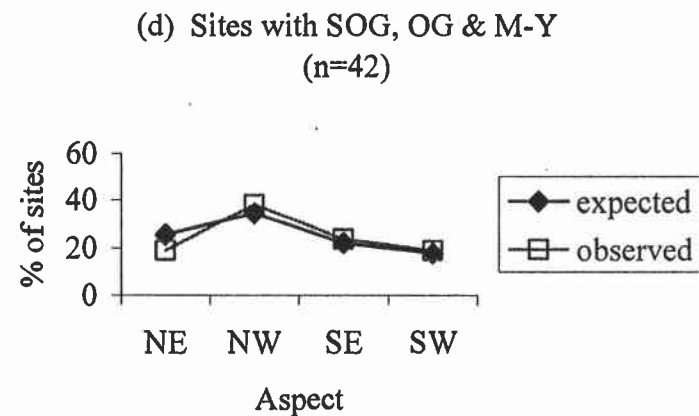 (d) Sites with SOG, OG & M-Y
(n=42)
% of sites
60
40
20
0
NE NW SE SW
Aspect
expected
observed